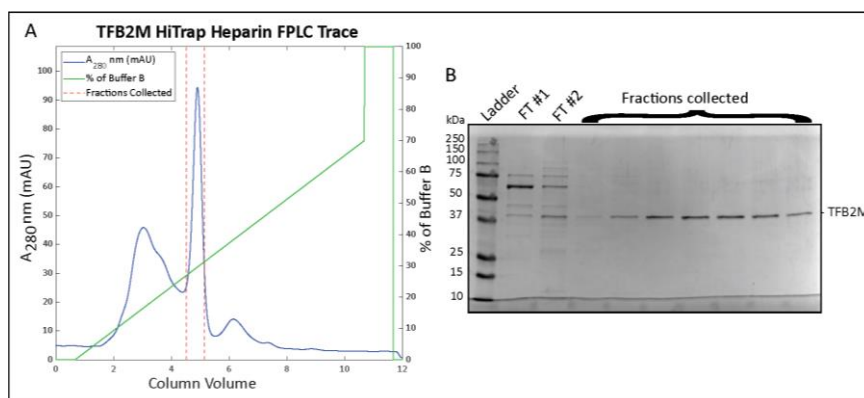 A
TFB2M HiTrap Heparin FPLC Trace
A280 nm (mAU)
% of Buffer B
Fractions Collected
A280 nm (mAU)
100
90
80
70
60
50
40
30
20
10
0
100
90
80
70
60
50
40
30
20
10
0
% of Buffer B
0
2
4
6
8
10
12
Column Volume
B
Ladder
FT #1
FT #2
Fractions collected
kDa
250
150
100
75
50
37
25
15
10
TFB2M